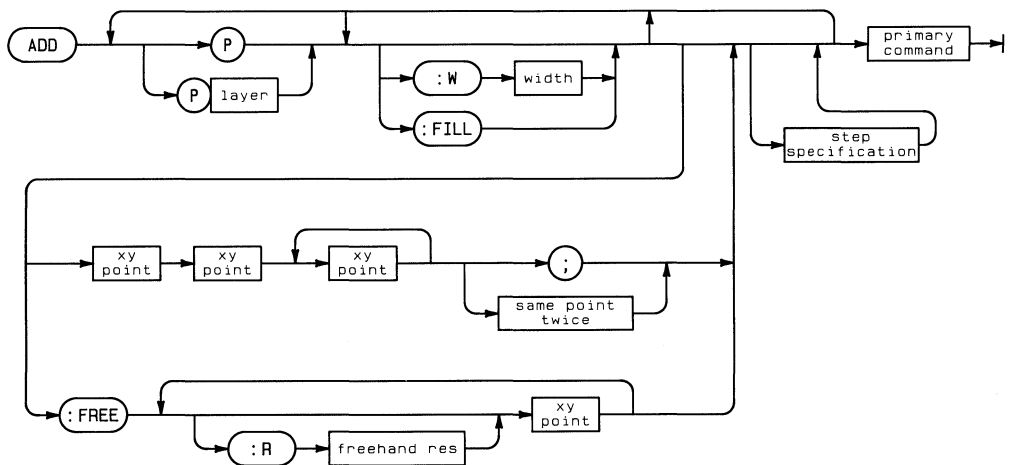 ADD
P
P layer
:W width
:FILL
primary
command
step
specification
xy
point
xy
point
xy
point
;
same point
twice
:FREE
:R freehand res
xy
point